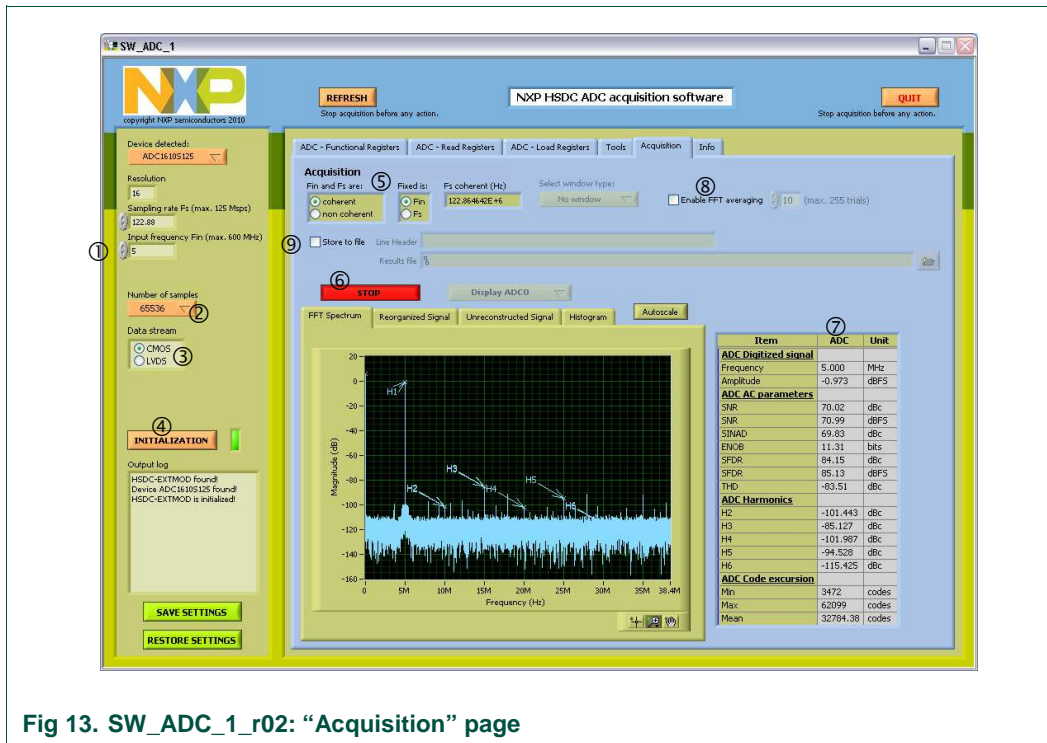 SW_ADC_1
NXP
copyright NXP semiconductors 2010
REFRESH
Stop acquisition before any action.
NXP HSDC ADC acquisition software
QUIT
Stop acquisition before any action.
Device detected:
ADC1610S125
Resolution
16
Sampling rate Fs (max. 125 Msps)
122.88
Input frequency Fin (max. 600 MHz)
① 5
Number of samples
65536 ②
Data stream
CMOS
LVDS ③
④
INITIALIZATION
Output log
HSDC-EXTMOD found!
Device ADC1610S125 found!
HSDC-EXTMOD is initialized!
SAVE SETTINGS
RESTORE SETTINGS
ADC - Functional Registers ADC - Read Registers ADC - Load Registers Tools Acquisition Info
Acquisition
Fin and Fs are: ⑤ Fixed is: Fs coherent (Hz) Select window type: ⑧
coherent Fin 122.864642E+6 No window Enable FFT averaging 10 (max. 255 trials)
non coherent Fs
⑨ Store to file Line Header
Results file %
⑥
STOP Display ADC0
FFT Spectrum Reorganized Signal Unreconstructed Signal Histogram Autoscale
Magnitude (dB)
20
0
-20
-40
-60
-80
-100
-120
-140
-160
H1
H2
H3
H4
H5
H6
0 5M 10M 15M 20M 25M 30M 35M 38.4M
Frequency (Hz)
⑦
Item ADC Unit
ADC Digitized signal
Frequency 5.000 MHz
Amplitude -0.973 dBFS
ADC AC parameters
SNR 70.02 dBc
SNR 70.99 dBFS
SINAD 69.83 dBc
ENOB 11.31 bits
SFDR 84.15 dBc
SFDR 85.13 dBFS
THD -83.51 dBc
ADC Harmonics
H2 -101.443 dBc
H3 -85.127 dBc
H4 -101.987 dBc
H5 -94.528 dBc
H6 -115.425 dBc
ADC Code excursion
Min 3472 codes
Max 62099 codes
Mean 32784.38 codes
Fig 13. SW_ADC_1_r02: “Acquisition” page